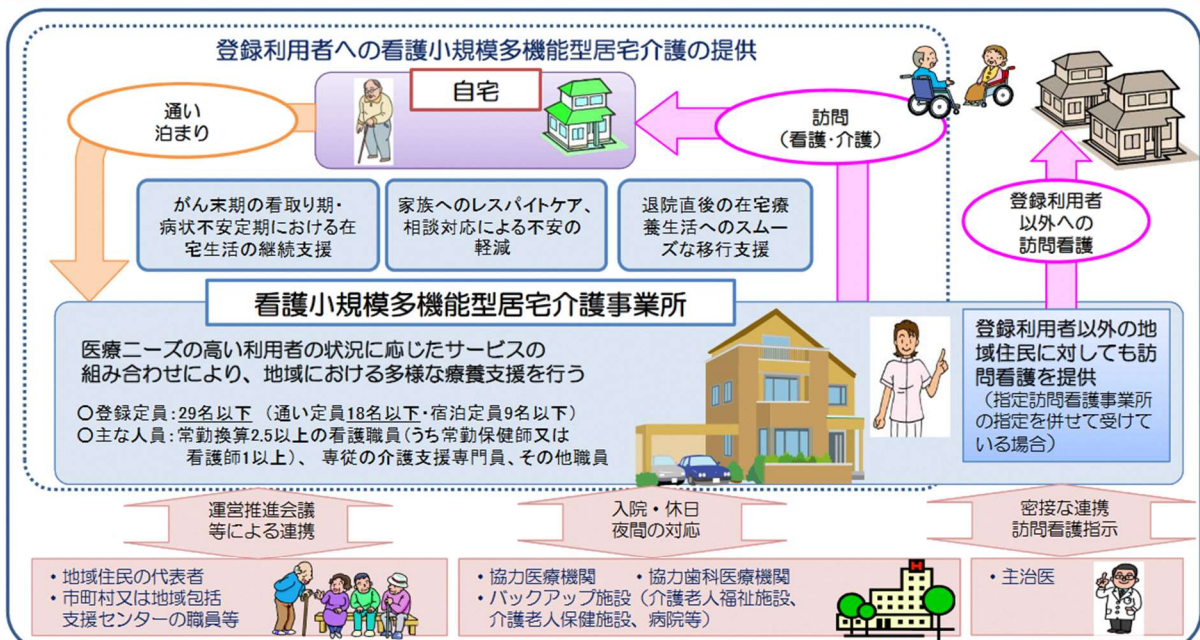 登録利用者への看護小規模多機能型居宅介護の提供
自宅
通い
泊まり
訪問
（看護・介護）
がん末期の看取り期・
病状不安定期における在
宅生活の継続支援
家族へのレスパイトケア、
相談対応による不安の
軽減
退院直後の在宅療
養生活へのスムー
ズな移行支援
登録利用者
以外への
訪問看護
看護小規模多機能型居宅介護事業所
医療ニーズの高い利用者の状況に応じたサービスの
組み合わせにより、地域における多様な療養支援を行う
○登録定員：29名以下 （通い定員18名以下・宿泊定員9名以下）
○主な人員：常勤換算2.5以上の看護職員（うち常勤保健師又は
看護師1以上）、 専従の介護支援専門員、その他職員
登録利用者以外の地
域住民に対しても訪
問看護を提供
（指定訪問看護事業所
の指定を併せて受けて
いる場合）
運営推進会議
等による連携
入院・休日
夜間の対応
密接な連携
訪問看護指示
・地域住民の代表者
・市町村又は地域包括
支援センターの職員等
・協力医療機関 ・協力歯科医療機関
・バックアップ施設（介護老人福祉施設、
介護老人保健施設、病院等）
H
・主治医